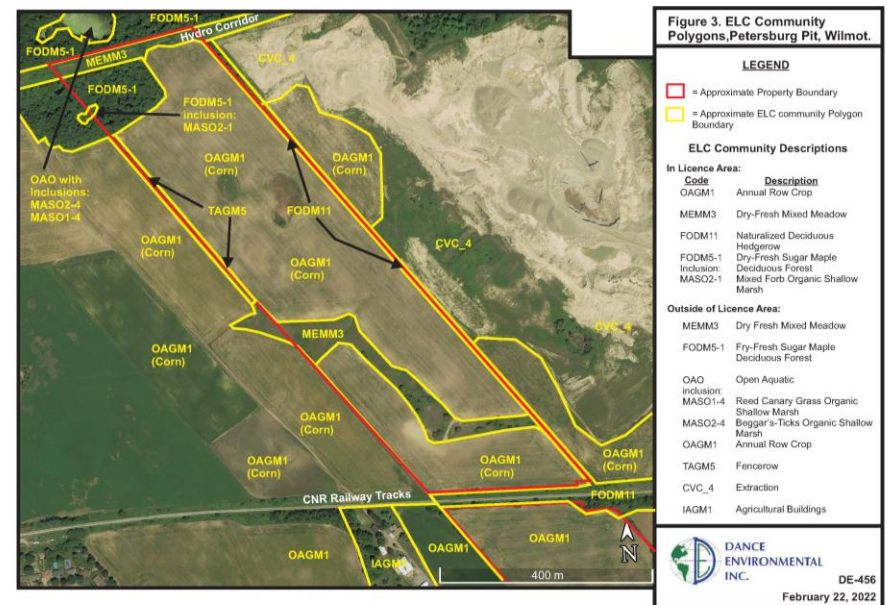 FODM5-1
Hydro Corridor
FODM5-1
MEMM3
CVC_4
FODM5-1
FODM5-1
inclusion:
MASO2-1
OAO with
Inclusions:
MASO2-4
MASO1-4
OAGM1
(Corn)
OAGM1
(Corn)
TAGM5
FODM11
CVC_4
OAGM1
(Corn)
CVC_4
MEMM3
OAGM1
(Corn)
OAGM1
(Corn)
OAGM1
(Corn)
OAGM1
(Corn)
OAGM1
(Corn)
CNR Railway Tracks
FODM11
OAGM1
IAGM1
OAGM1
OAGM1
N
400 m
Figure 3. ELC Community
Polygons,Petersburg Pit, Wilmot.
LEGEND
= Approximate Property Boundary
= Approximate ELC community Polygon
Boundary
ELC Community Descriptions
In Licence Area:
Code Description
OAGM1 Annual Row Crop
MEMM3 Dry-Fresh Mixed Meadow
FODM11 Naturalized Deciduous
Hedgerow
FODM5-1 Dry-Fresh Sugar Maple
Inclusion: Deciduous Forest
MASO2-1 Mixed Forb Organic Shallow
Marsh
Outside of Licence Area:
MEMM3 Dry Fresh Mixed Meadow
FODM5-1 Fry-Fresh Sugar Maple
Deciduous Forest
OAO Open Aquatic
inclusion:
MASO1-4 Reed Canary Grass Organic
Shallow Marsh
MASO2-4 Beggar's-Ticks Organic Shallow
Marsh
OAGM1 Annual Row Crop
TAGM5 Fencerow
CVC_4 Extraction
IAGM1 Agricultural Buildings
DANCE
ENVIRONMENTAL
INC.
DE-456
February 22, 2022